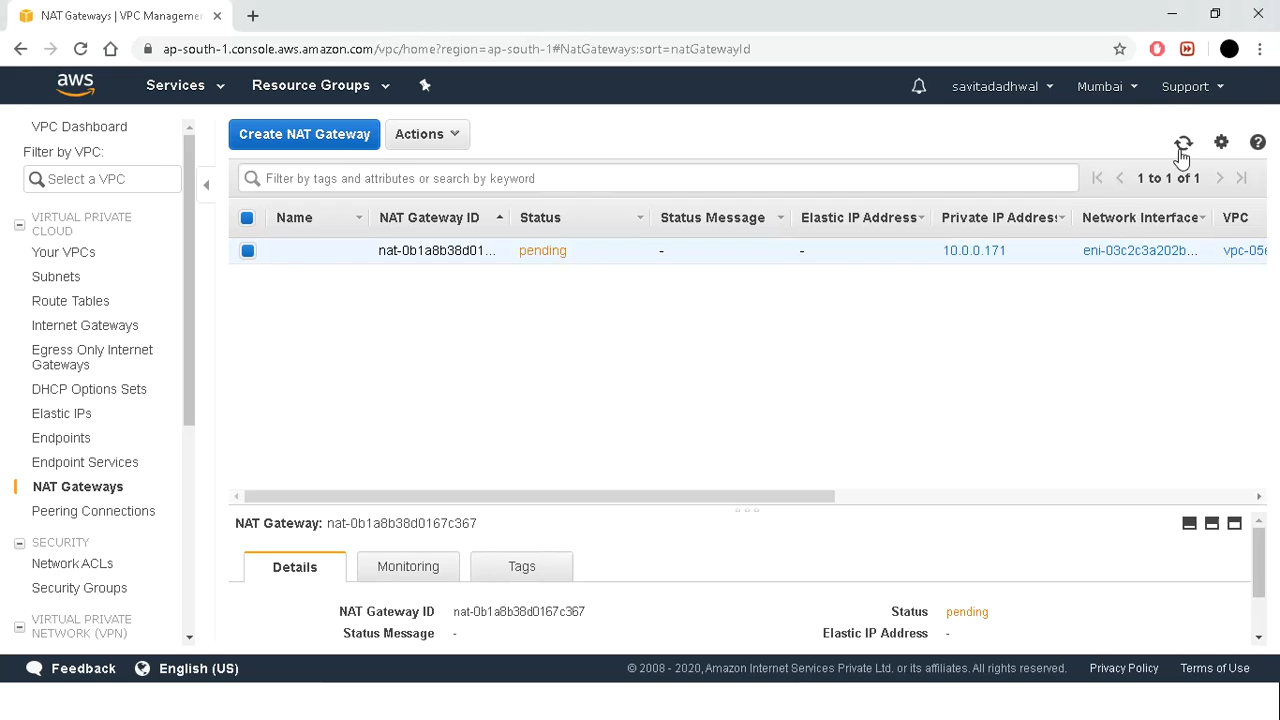 NAT Gateways | VPC Manageme
ap-south-1.console.aws.amazon.com/vpc/home?region=ap-south-1#NatGateways:sort=natGatewayId
aws Services Resource Groups savitadadhwal Mumbai Support
VPC Dashboard
Filter by VPC:
Select a VPC
VIRTUAL PRIVATE
CLOUD
Your VPCs
Subnets
Route Tables
Internet Gateways
Egress Only Internet
Gateways
DHCP Options Sets
Elastic IPs
Endpoints
Endpoint Services
NAT Gateways
Peering Connections
SECURITY
Network ACLs
Security Groups
VIRTUAL PRIVATE
NETWORK (VPN)
Create NAT Gateway Actions
Filter by tags and attributes or search by keyword 1 to 1 of 1
Name NAT Gateway ID Status Status Message Elastic IP Address Private IP Address Network Interface VPC
nat-0b1a8b38d01... pending - - 10.0.0.171 eni-03c2c3a202b... vpc-05e
NAT Gateway: nat-0b1a8b38d0167c367
Details Monitoring Tags
NAT Gateway ID nat-0b1a8b38d0167c367 Status pending
Status Message - Elastic IP Address -
Feedback English (US) © 2008 - 2020, Amazon Internet Services Private Ltd. or its affiliates. All rights reserved. Privacy Policy Terms of Use